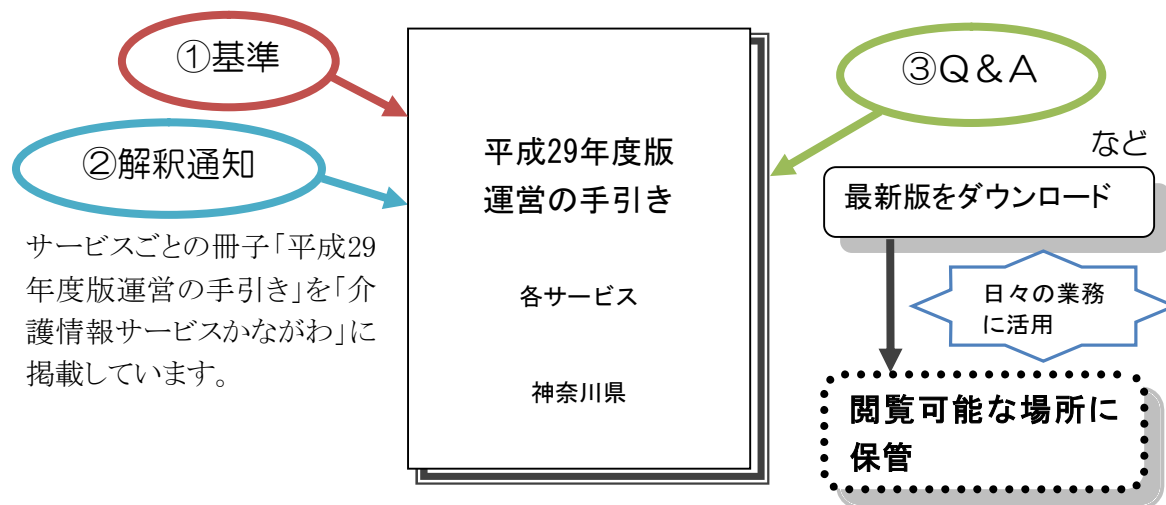 ①基準
②解釈通知
サービスごとの冊子「平成29
年度版運営の手引き」を「介
護情報サービスかながわ」に
掲載しています。
平成29年度版
運営の手引き
各サービス
神奈川県
③Q&A
など
最新版をダウンロード
日々の業務
に活用
閲覧可能な場所に
保管